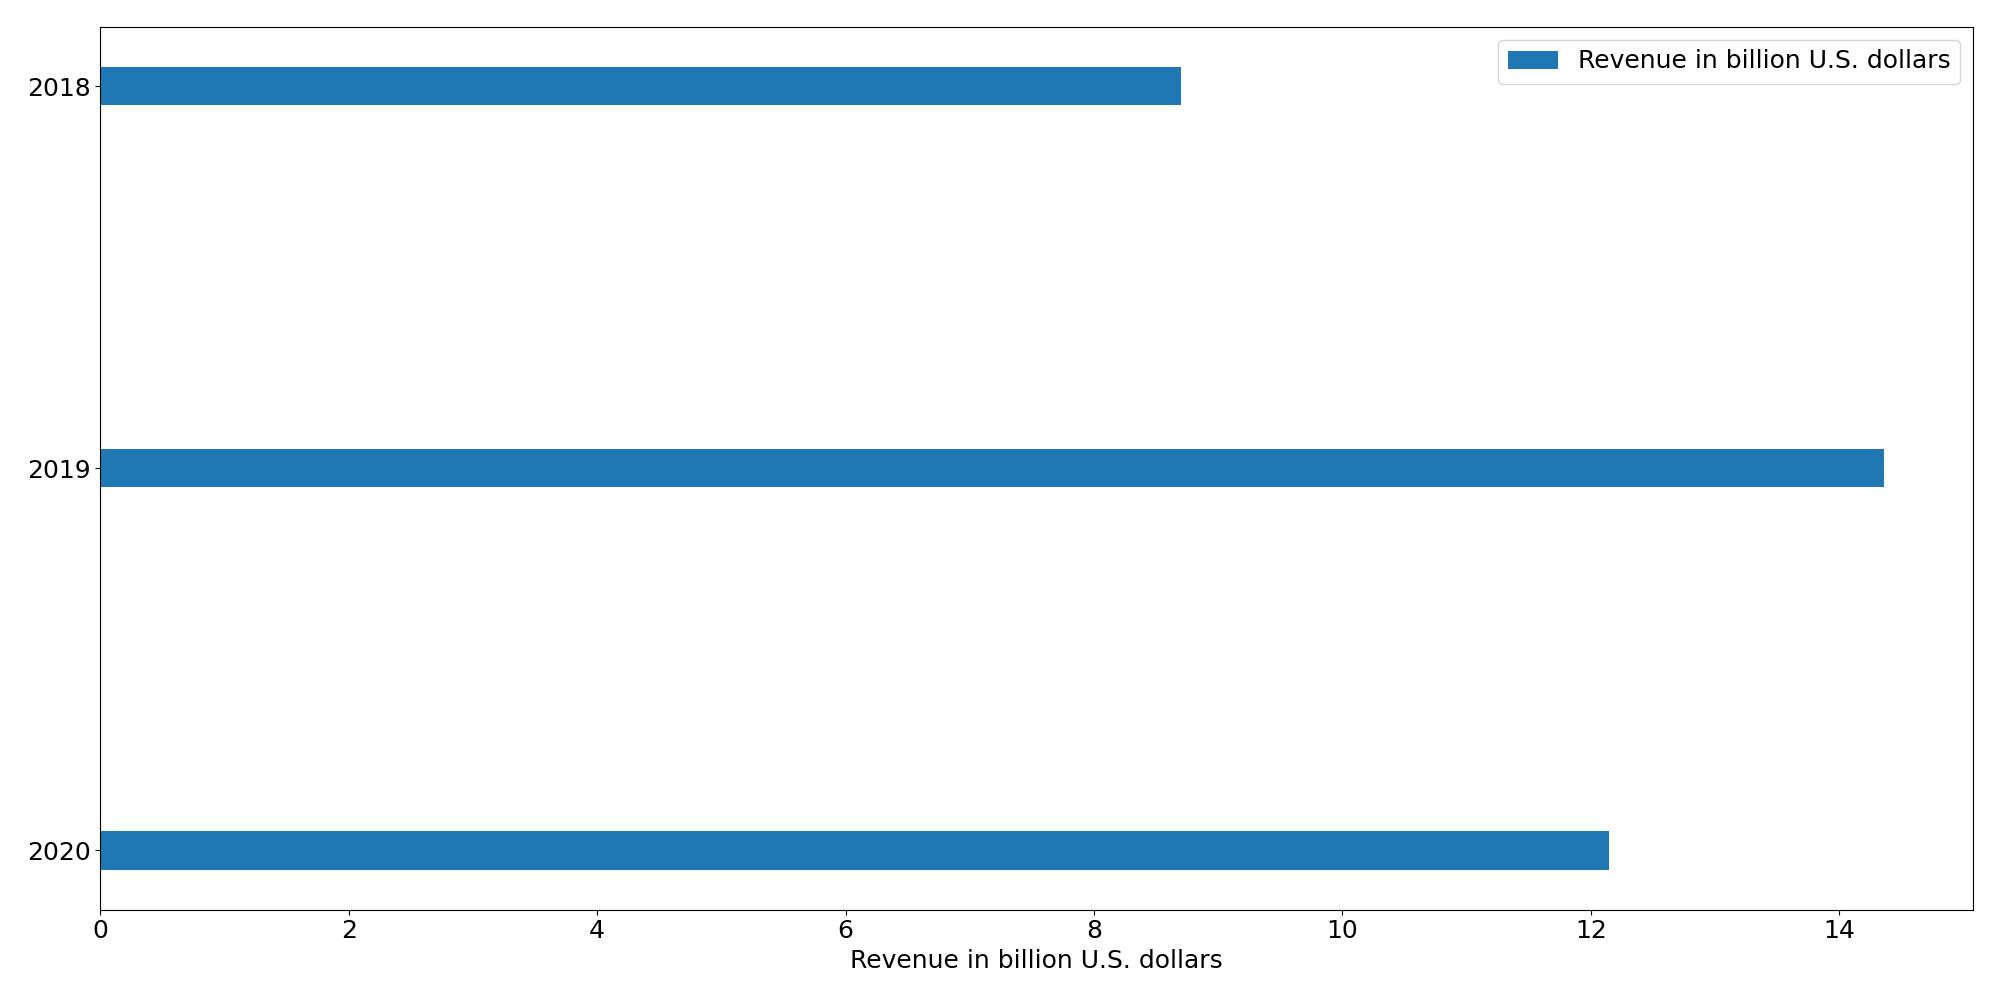 Revenue in billion U.S. dollars
2018
2019
2020
0 2 4 6 8 10 12 14
Revenue in billion U.S. dollars